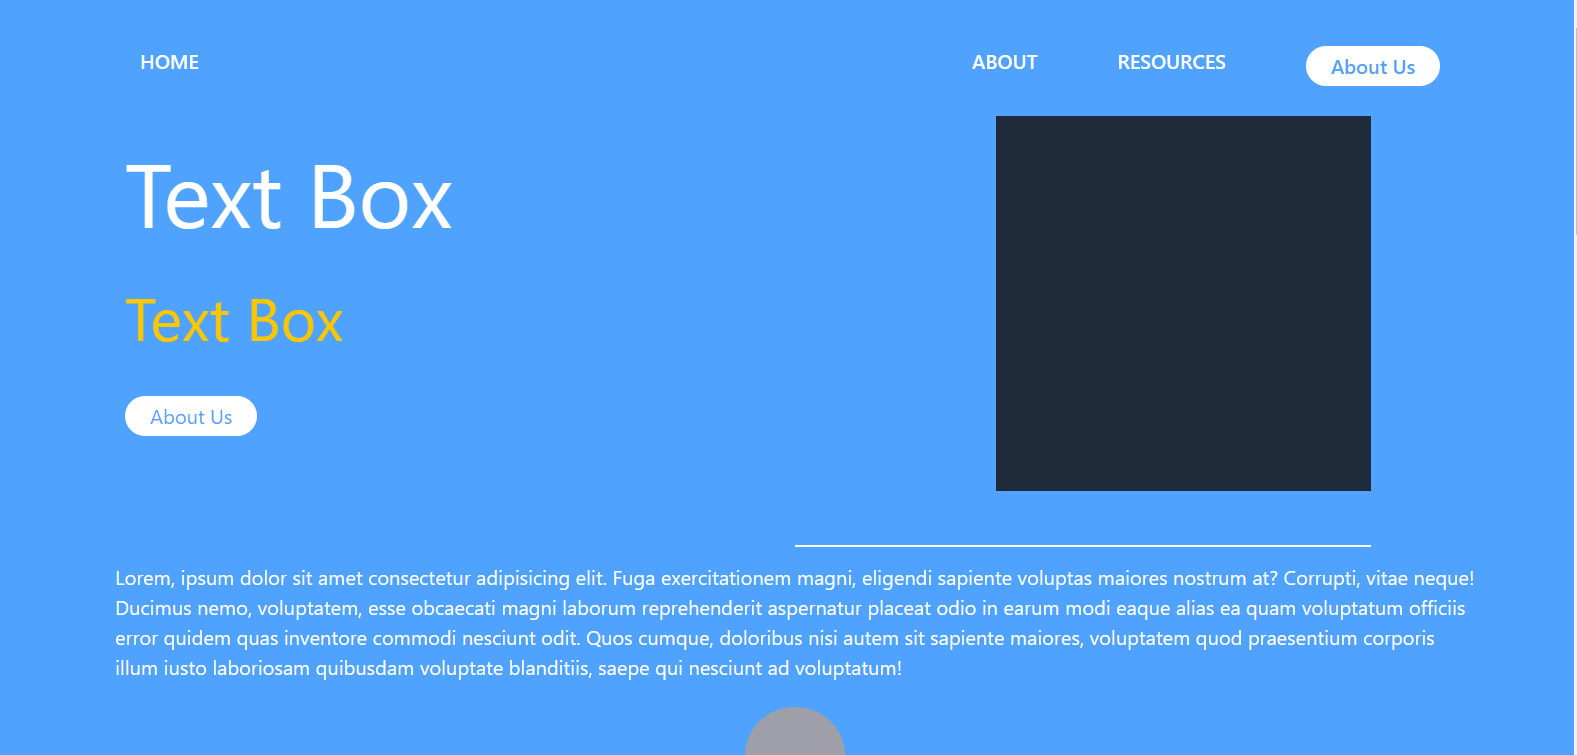 HOME
ABOUT
RESOURCES
About Us
Text Box
Text Box
About Us
Lorem, ipsum dolor sit amet consectetur adipisicing elit. Fuga exercitationem magni, eligendi sapiente voluptas maiores nostrum at? Corrupti, vitae neque!
Ducimus nemo, voluptatem, esse obcaecati magni laborum reprehenderit aspernatur placeat odio in earum modi eaque alias ea quam voluptatum officiis
error quidem quas inventore commodi nesciunt odit. Quos cumque, doloribus nisi autem sit sapiente maiores, voluptatem quod praesentium corporis
illum iusto laboriosam quibusdam voluptate blanditiis, saepe qui nesciunt ad voluptatum!